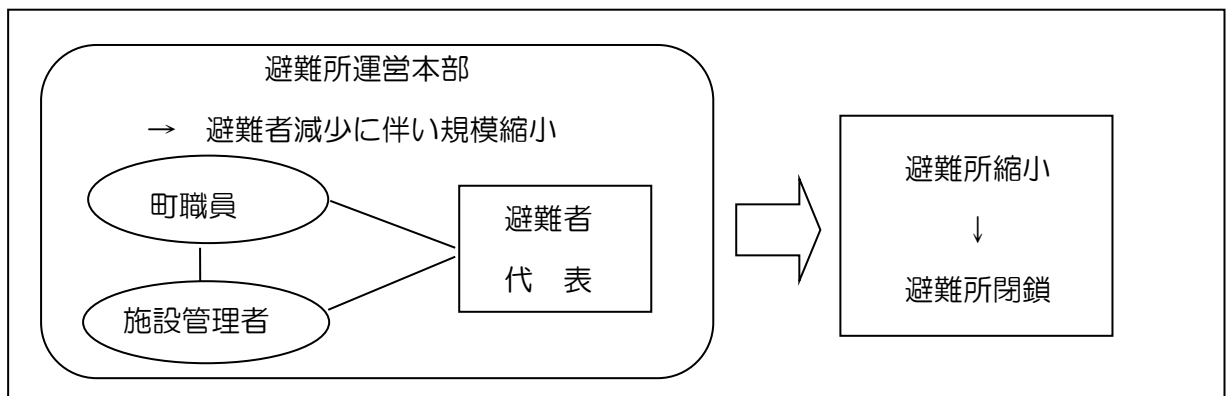 避難所運営本部
→ 避難者減少に伴い規模縮小
町職員
施設管理者
避難者
代 表
避難所縮小
↓
避難所閉鎖